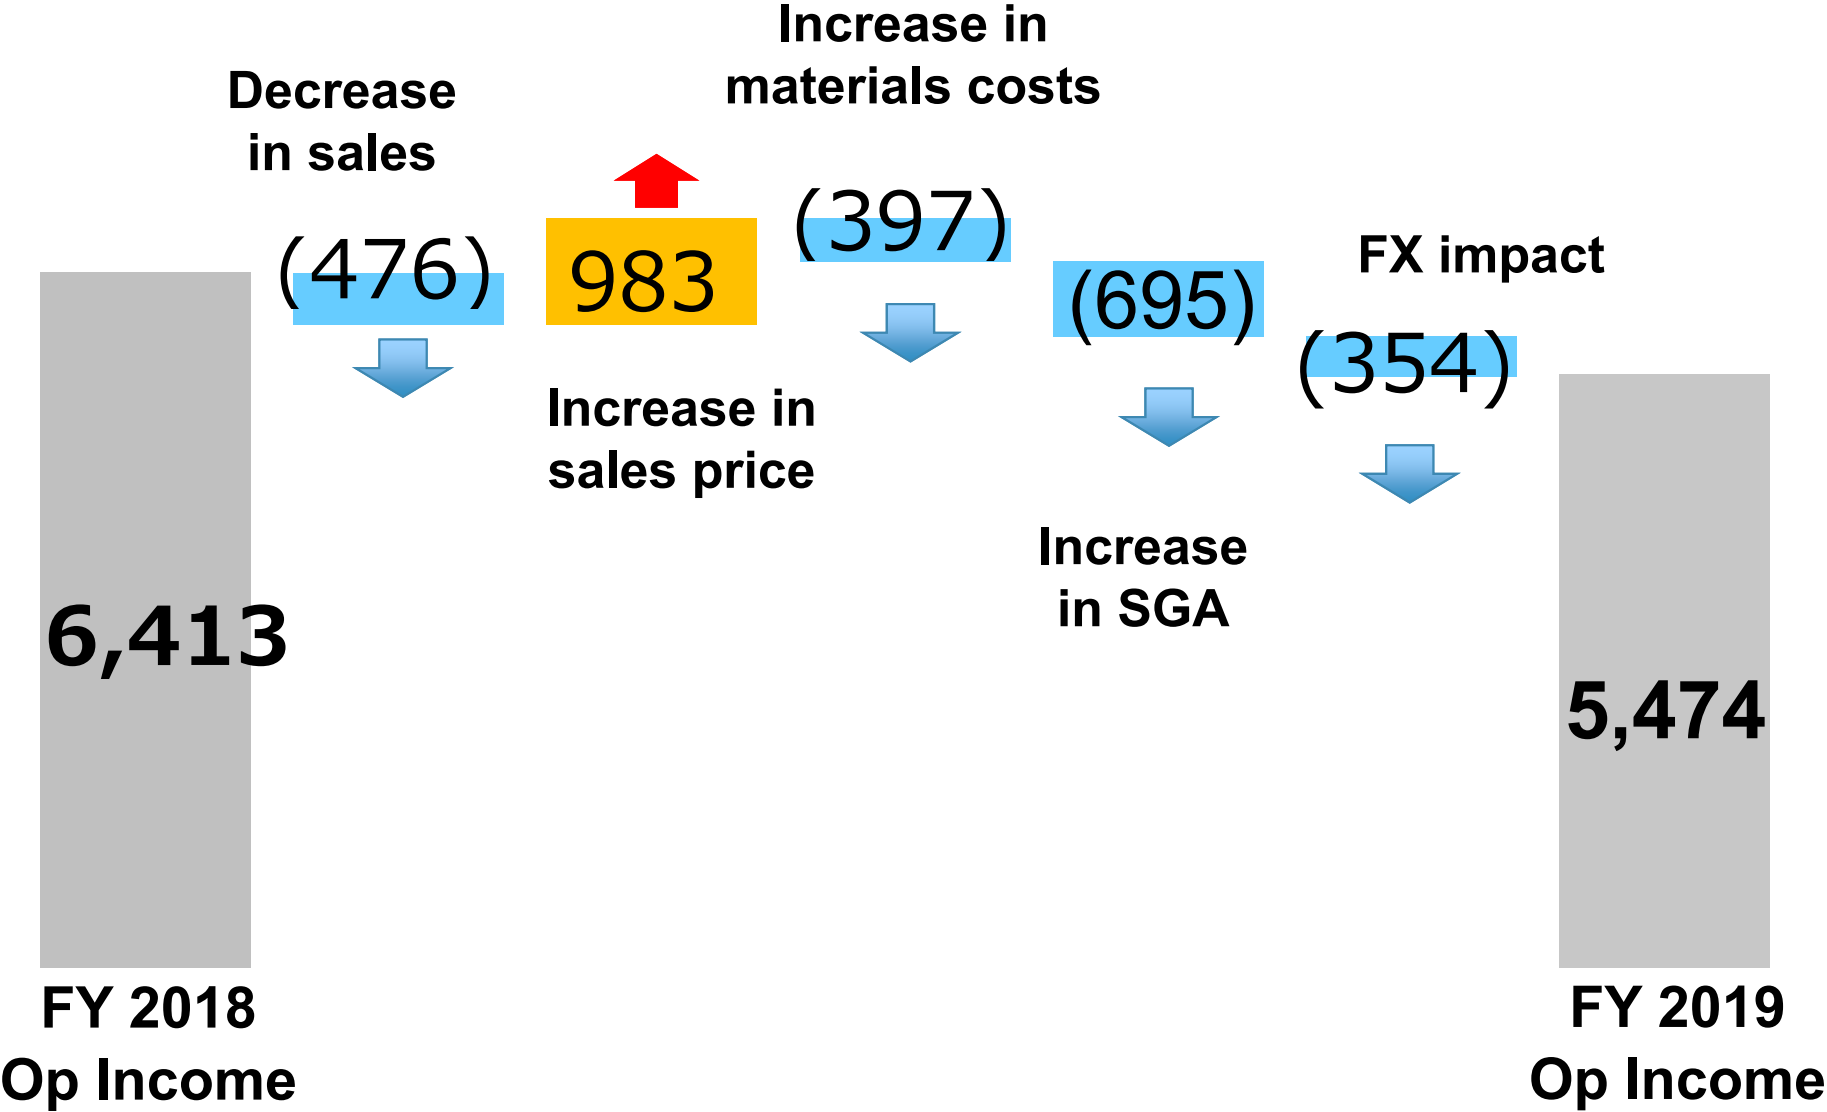 Increase in
materials costs
Decrease
in sales
(476)
983
(397)
(695)
FX impact
(354)
Increase in
sales price
Increase
in SGA
6,413
5,474
FY 2018
Op Income
FY 2019
Op Income